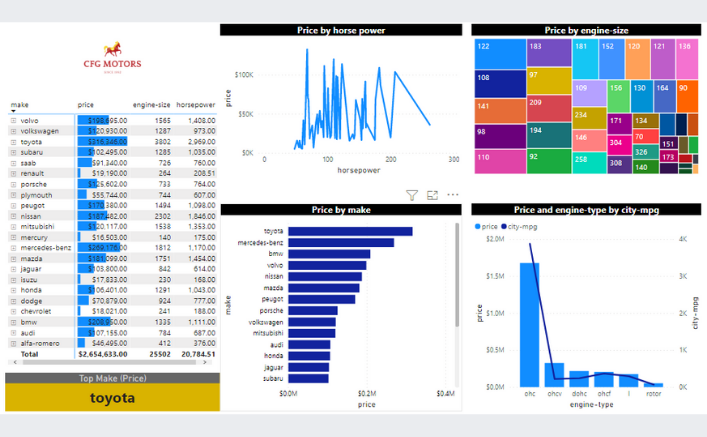 CFG MOTORS
make price engine-size horsepower
volvo $188,695.00 1565 1,408.00
volkswagen $120,930.00 1287 973.00
toyota $316,346.00 3802 2,969.00
subaru $102,495.00 1285 1,035.00
saab $91,340.00 726 760.00
renault $19,190.00 264 208.51
porsche $125,602.00 733 764.00
plymouth $55,744.00 744 607.00
peugot $170,380.00 1494 1,098.00
nissan $187,462.00 2302 1,846.00
mitsubishi $120,117.00 1538 1,353.00
mercury $16,503.00 140 175.00
mercedes-benz $269,176.00 1812 1,170.00
mazda $181,099.00 1751 1,454.00
jaguar $103,800.00 842 614.00
isuzu $17,833.00 230 168.00
honda $106,401.00 1291 1,043.00
dodge $70,879.00 924 777.00
chevrolet $18,021.00 241 188.00
bmw $208,950.00 1335 1,111.00
audi $107,155.00 784 687.00
alfa-romero $46,495.00 412 376.00
Total $2,654,633.00 25502 20,784.51
Top Make (Price)
toyota
Price by horse power
price
$100K
$50K
$0K
0 100 200 300
horsepower
Price by make
make
toyota
mercedes-benz
bmw
volvo
nissan
mazda
peugot
porsche
volkswagen
mitsubishi
audi
honda
jaguar
subaru
$0.0M $0.2M $0.4M
price
Price by engine-size
122 183 181 152 120 121 136
108 97 109 156 130 164 90
141 209 234 171 134
98 194 146 304 70 151
110 92 258 308 326 173
140
Price and engine-type by city-mpg
price city-mpg
$2.0M 4K
$1.5M 3K
$1.0M 2K
$0.5M 1K
$0.0M 0K
price
city-mpg
ohc ohcv dohc ohcf l rotor
engine-type